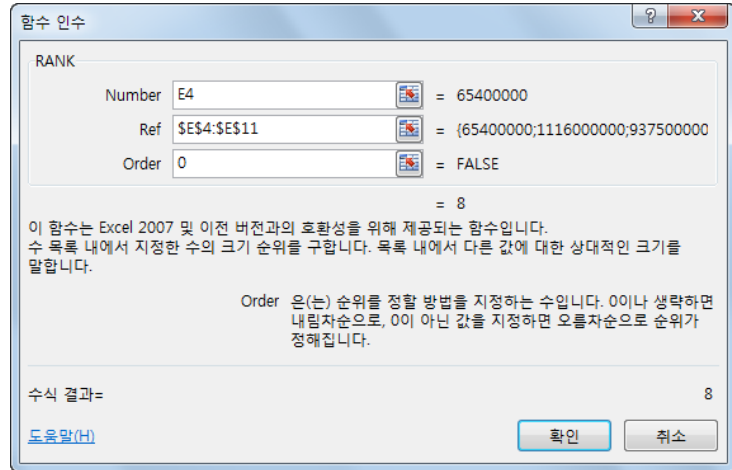 함수 인수
RANK
Number E4 = 65400000
Ref $E$4:$E$11 = {65400000;1116000000;937500000
Order 0 = FALSE
= 8
이 함수는 Excel 2007 및 이전 버전과의 호환성을 위해 제공되는 함수입니다.
수 목록 내에서 지정한 수의 크기 순위를 구합니다. 목록 내에서 다른 값에 대한 상대적인 크기를
말합니다.
Order 은(는) 순위를 정할 방법을 지정하는 수입니다. 0이나 생략하면
내림차순으로, 0이 아닌 값을 지정하면 오름차순으로 순위가
정해집니다.
수식 결과= 8
도움말(H) 확인 취소